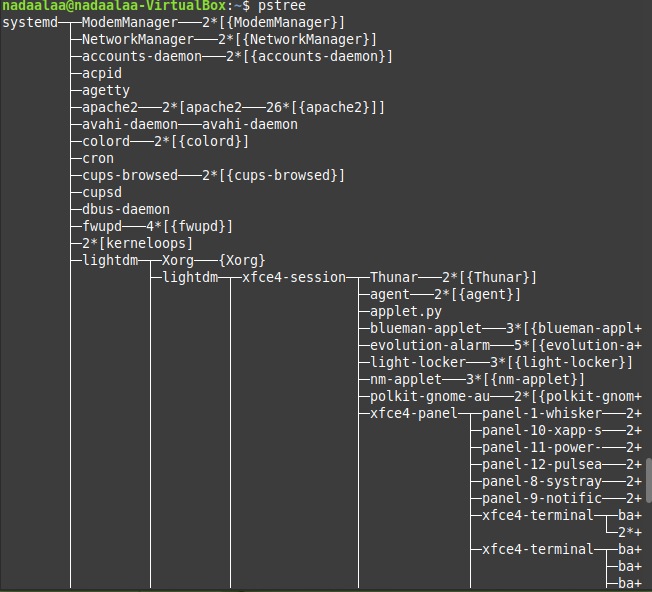 nadaalaa@nadaalaa-VirtualBox:~$ pstree
systemd─┬─ModemManager───2*[{ModemManager}]
        ├─NetworkManager───2*[{NetworkManager}]
        ├─accounts-daemon───2*[{accounts-daemon}]
        ├─acpid
        ├─agetty
        ├─apache2───2*[apache2───26*[{apache2}]]
        ├─avahi-daemon───avahi-daemon
        ├─colord───2*[{colord}]
        ├─cron
        ├─cups-browsed───2*[{cups-browsed}]
        ├─cupsd
        ├─dbus-daemon
        ├─fwupd───4*[{fwupd}]
        ├─2*[kerneloops]
        ├─lightdm─┬─Xorg───{Xorg}
        │         ├─lightdm─┬─xfce4-session─┬─Thunar───2*[{Thunar}]
        │         │         │               ├─agent───2*[{agent}]
        │         │         │               ├─applet.py
        │         │         │               ├─blueman-applet───3*[{blueman-appl+
        │         │         │               ├─evolution-alarm───5*[{evolution-a+
        │         │         │               ├─light-locker───3*[{light-locker}]
        │         │         │               ├─nm-applet───3*[{nm-applet}]
        │         │         │               ├─polkit-gnome-au───2*[{polkit-gnom+
        │         │         │               ├─xfce4-panel─┬─panel-1-whisker───2+
        │         │         │               │             ├─panel-10-xapp-s───2+
        │         │         │               │             ├─panel-11-power-───2+
        │         │         │               │             ├─panel-12-pulsea───2+
        │         │         │               │             ├─panel-8-systray───2+
        │         │         │               │             ├─panel-9-notific───2+
        │         │         │               │             ├─xfce4-terminal─┬─ba+
        │         │         │               │             │                └─2*+
        │         │         │               │             ├─xfce4-terminal─┬─ba+
        │         │         │               │             │                ├─ba+
        │         │         │               │             │                ├─ba+